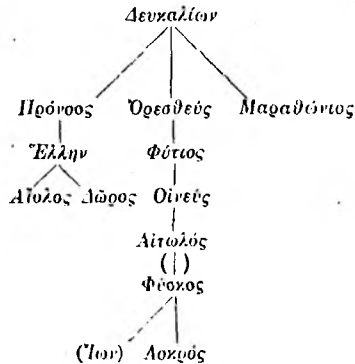 Δευκαλίων
Πρόνοος Ὀρεσθεύς Μαραθώνιος
Ἕλλην Φύτιος
Αἴολος Δῶρος Οἰνεύς
Αἰτωλός
( )
Φύσκος
(Ἴων) Λοκρός